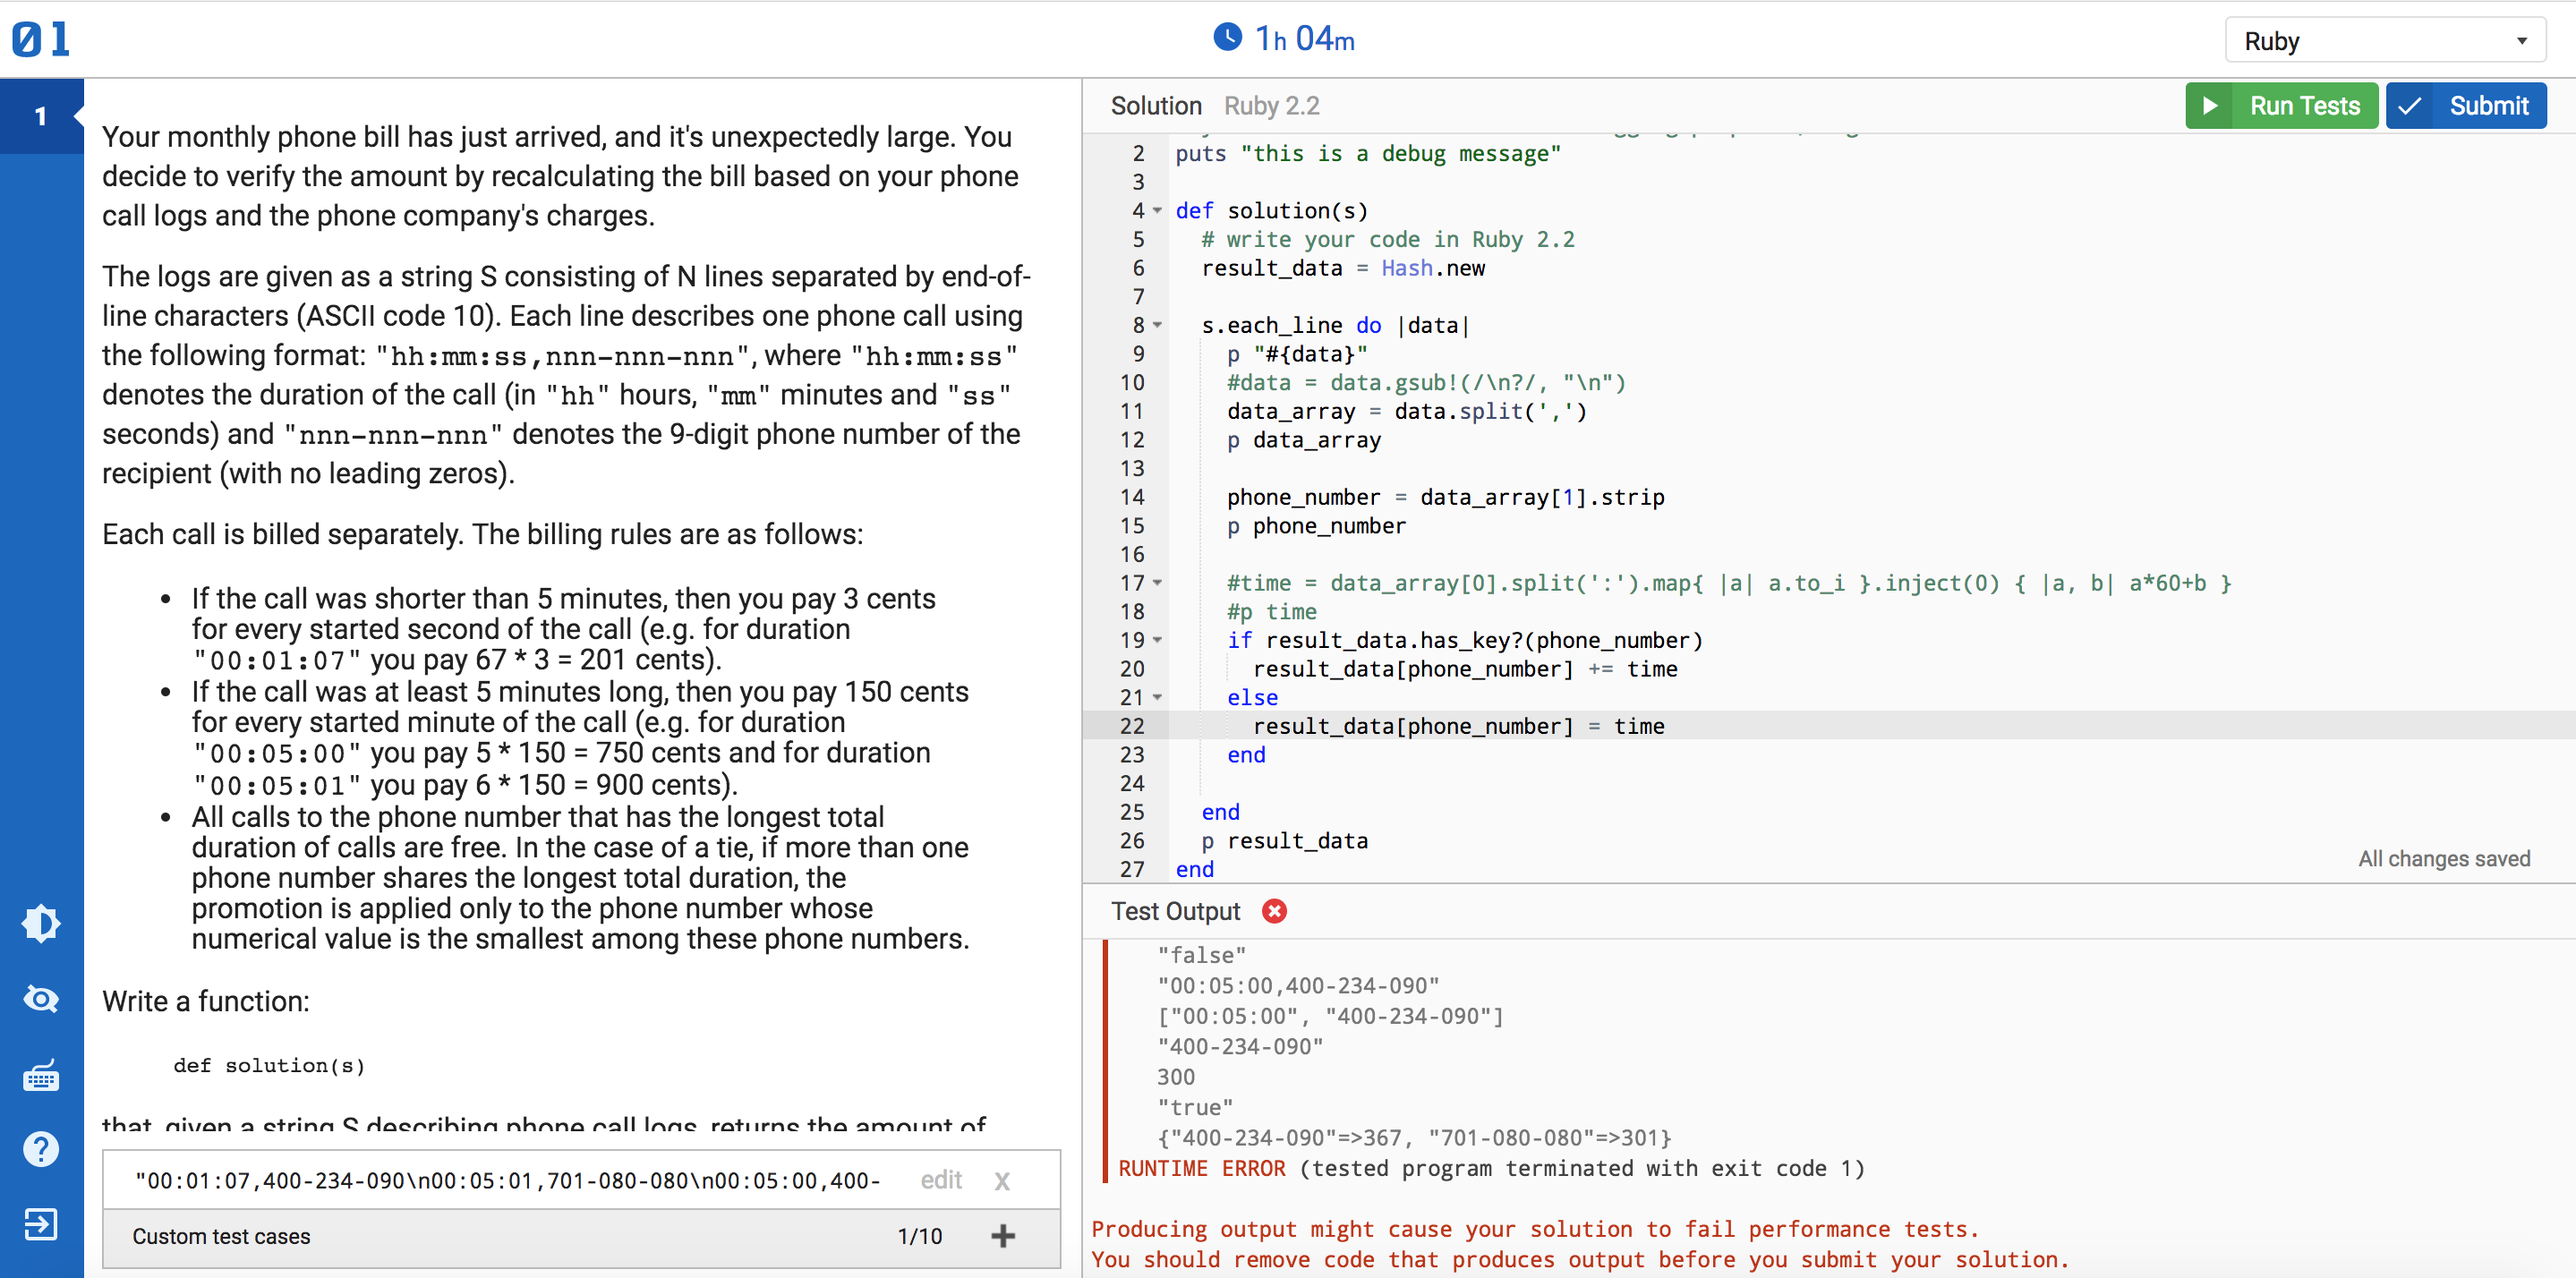 01
1h 04m
Ruby
1
Your monthly phone bill has just arrived, and it's unexpectedly large. You
decide to verify the amount by recalculating the bill based on your phone
call logs and the phone company's charges.
The logs are given as a string S consisting of N lines separated by end-of-
line characters (ASCII code 10). Each line describes one phone call using
the following format: "hh:mm:ss,nnn-nnn-nnn", where "hh:mm:ss"
denotes the duration of the call (in "hh" hours, "mm" minutes and "ss"
seconds) and "nnn-nnn-nnn" denotes the 9-digit phone number of the
recipient (with no leading zeros).
Each call is billed separately. The billing rules are as follows:
• If the call was shorter than 5 minutes, then you pay 3 cents
for every started second of the call (e.g. for duration
"00:01:07" you pay 67 * 3 = 201 cents).
• If the call was at least 5 minutes long, then you pay 150 cents
for every started minute of the call (e.g. for duration
"00:05:00" you pay 5 * 150 = 750 cents and for duration
"00:05:01" you pay 6 * 150 = 900 cents).
• All calls to the phone number that has the longest total
duration of calls are free. In the case of a tie, if more than one
phone number shares the longest total duration, the
promotion is applied only to the phone number whose
numerical value is the smallest among these phone numbers.
Write a function:
def solution(s)
that, given a string S describing phone call logs, returns the amount of
"00:01:07,400-234-090\n00:05:01,701-080-080\n00:05:00,400-
edit x
Custom test cases 1/10 +
Solution Ruby 2.2
Run Tests
Submit
2 puts "this is a debug message"
3
4 def solution(s)
5 # write your code in Ruby 2.2
6 result_data = Hash.new
7
8 s.each_line do |data|
9 p "#{data}"
10 #data = data.gsub!(/\n?/, "\n")
11 data_array = data.split(',')
12 p data_array
13
14 phone_number = data_array[1].strip
15 p phone_number
16
17 #time = data_array[0].split(':').map{ |a| a.to_i }.inject(0) { |a, b| a*60+b }
18 #p time
19 if result_data.has_key?(phone_number)
20 result_data[phone_number] += time
21 else
22 result_data[phone_number] = time
23 end
24
25 end
26 p result_data
27 end
All changes saved
Test Output
"false"
"00:05:00,400-234-090"
["00:05:00", "400-234-090"]
"400-234-090"
300
"true"
{"400-234-090"=>367, "701-080-080"=>301}
RUNTIME ERROR (tested program terminated with exit code 1)
Producing output might cause your solution to fail performance tests.
You should remove code that produces output before you submit your solution.